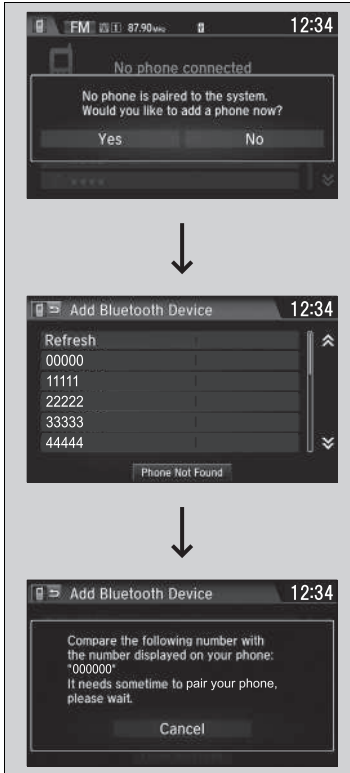 FM 87.90 MHz 12:34
No phone connected
No phone is paired to the system.
Would you like to add a phone now?
Yes No
Add Bluetooth Device 12:34
Refresh
00000
11111
22222
33333
44444
Phone Not Found
Add Bluetooth Device 12:34
Compare the following number with
the number displayed on your phone:
"000000"
It needs sometime to pair your phone,
please wait.
Cancel